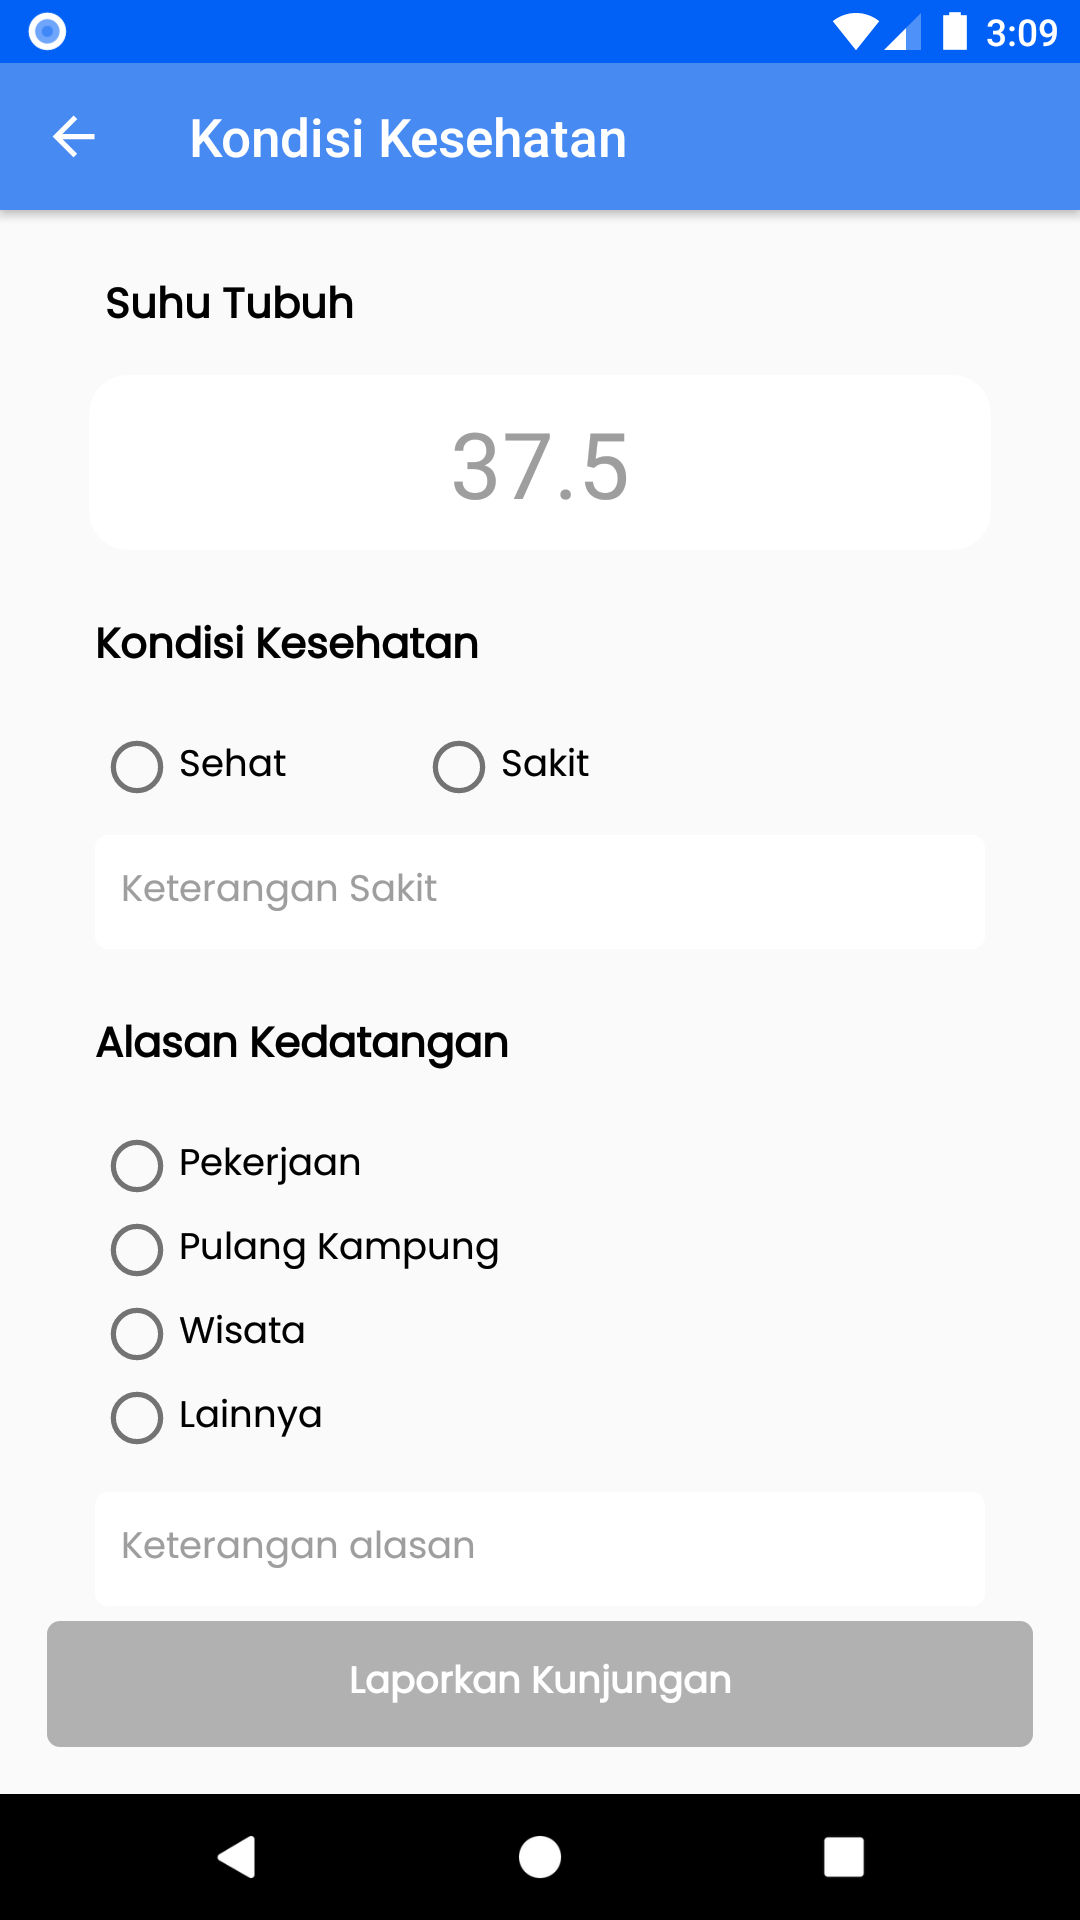 3:09
Kondisi Kesehatan
Suhu Tubuh
37.5
Kondisi Kesehatan
Sehat
Sakit
Keterangan Sakit
Alasan Kedatangan
Pekerjaan
Pulang Kampung
Wisata
Lainnya
Keterangan alasan
Laporkan Kunjungan